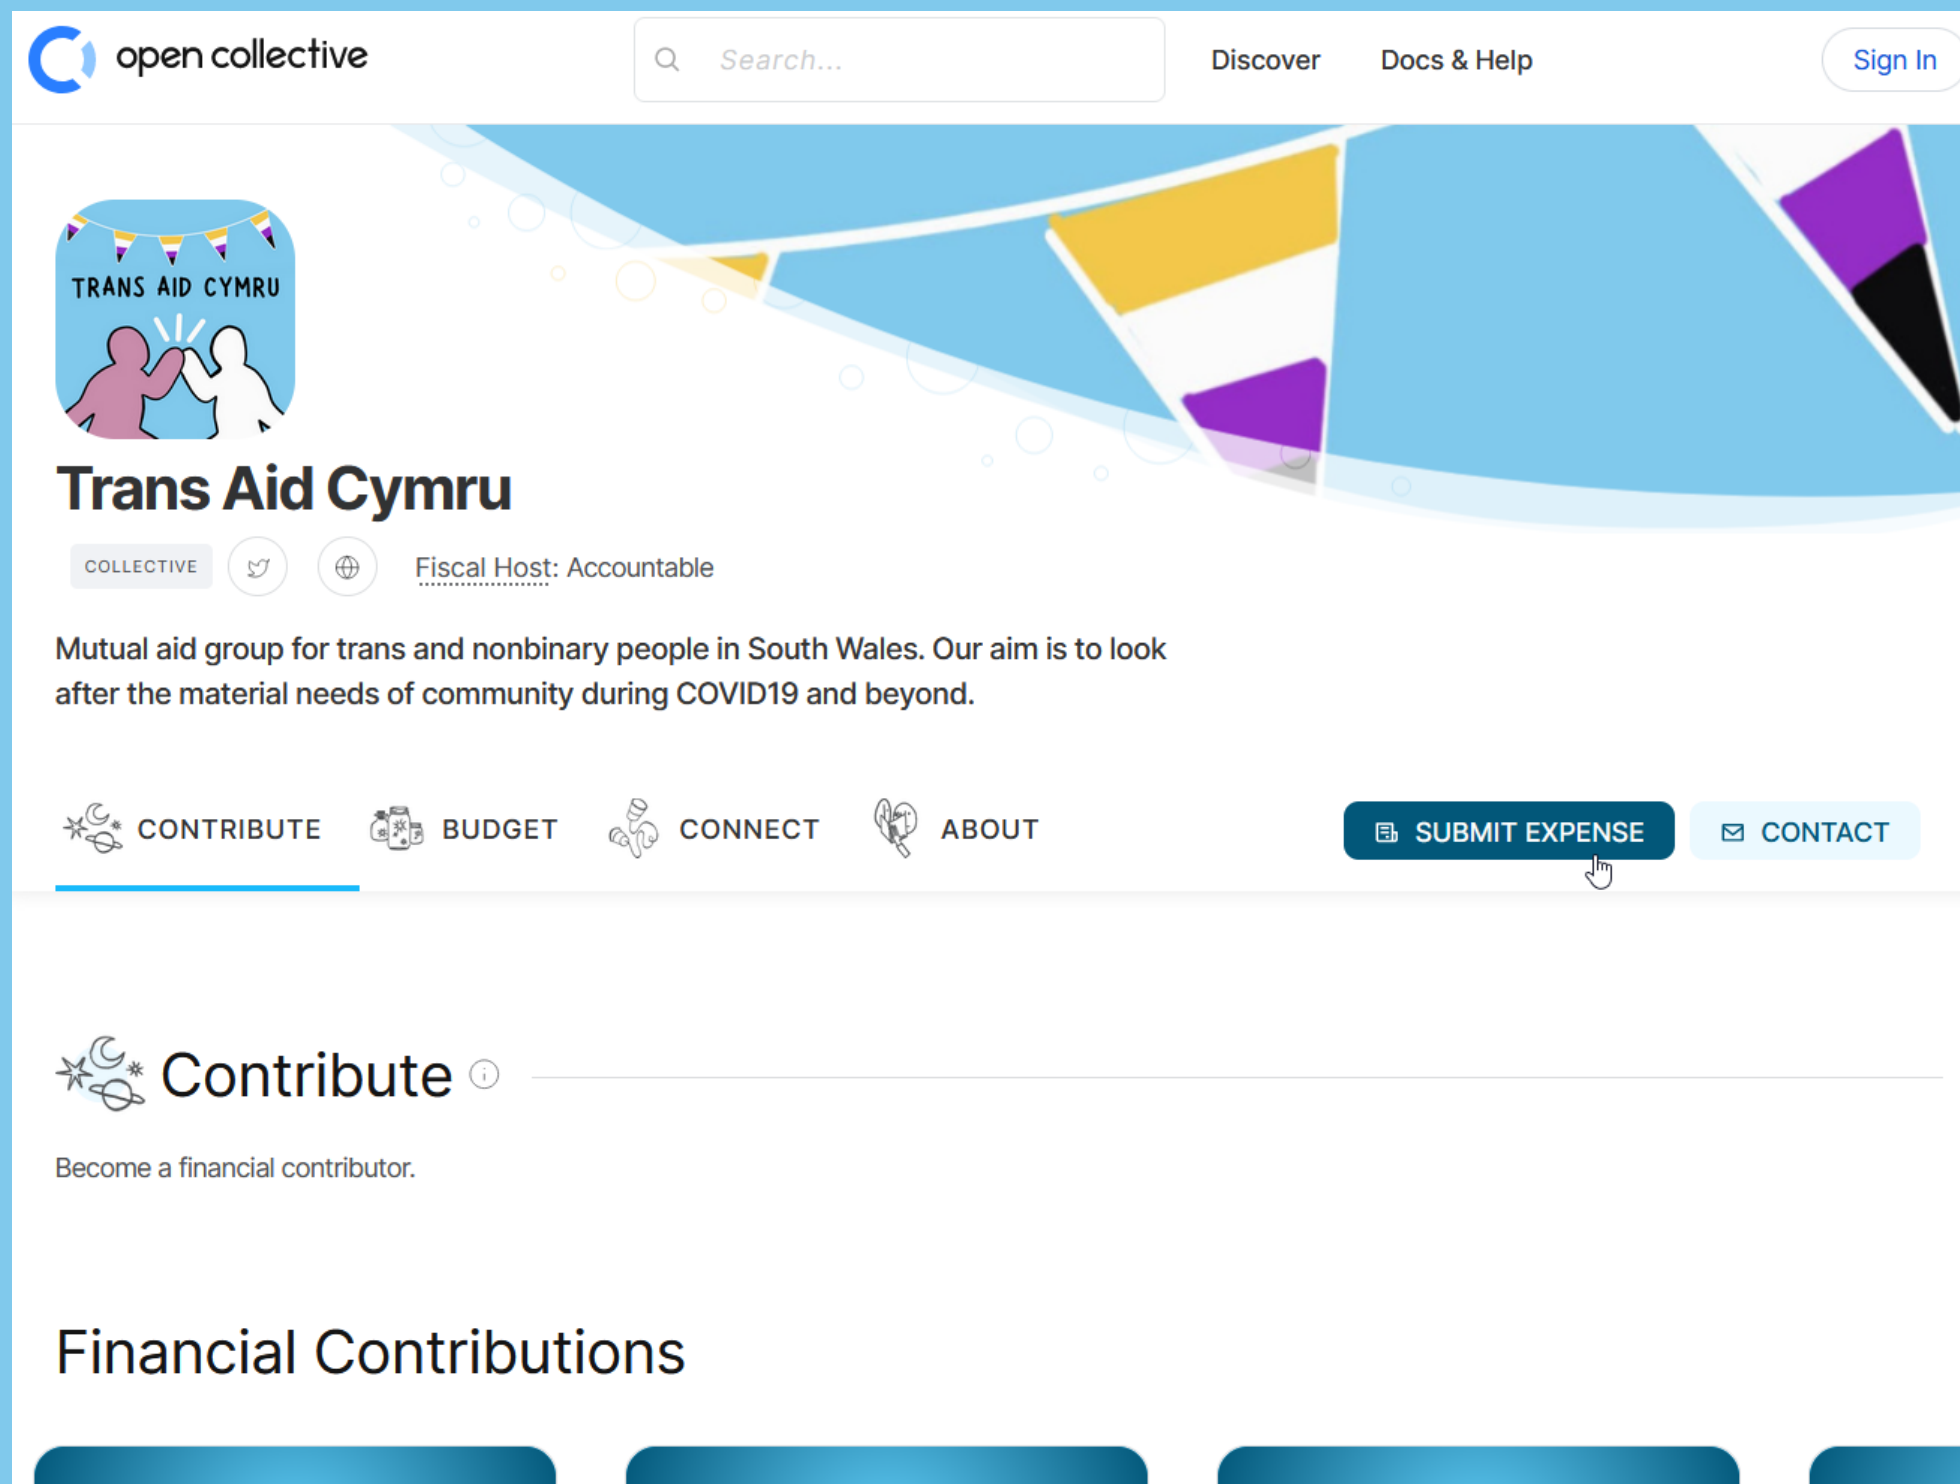 open collective
Search...
Discover
Docs & Help
Sign In
TRANS AID CYMRU
Trans Aid Cymru
COLLECTIVE
Fiscal Host: Accountable
Mutual aid group for trans and nonbinary people in South Wales. Our aim is to look
after the material needs of community during COVID19 and beyond.
CONTRIBUTE
BUDGET
CONNECT
ABOUT
SUBMIT EXPENSE
CONTACT
Contribute
Become a financial contributor.
Financial Contributions